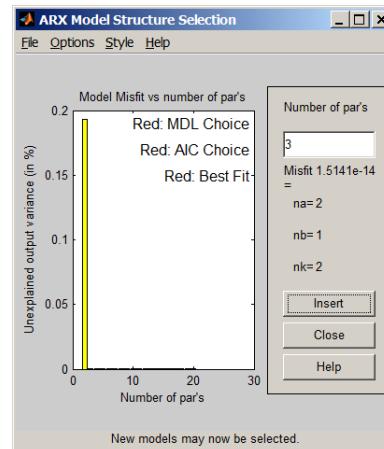 ARX Model Structure Selection
File Options Style Help
Model Misfit vs number of par's
Unexplained output variance (in %)
0.2
0.15
0.1
0.05
0
0 10 20 30
Number of par's
Red: MDL Choice
Red: AIC Choice
Red: Best Fit
Number of par's
3
Misfit 1.5141e-14
=
na= 2
nb= 1
nk= 2
Insert
Close
Help
New models may now be selected.